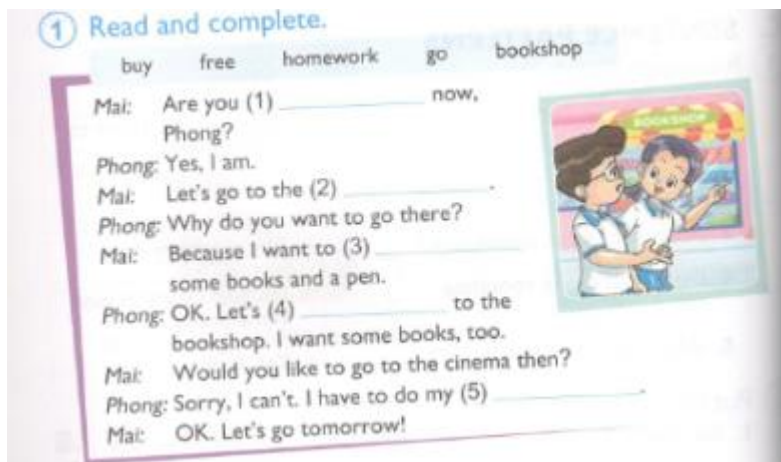 1 Read and complete.
buy free homework go bookshop
Mai: Are you (1) ____________ now,
Phong?
Phong: Yes, I am.
Mai: Let's go to the (2) ____________.
Phong: Why do you want to go there?
Mai: Because I want to (3) ____________
some books and a pen.
Phong: OK. Let's (4) ____________ to the
bookshop. I want some books, too.
Mai: Would you like to go to the cinema then?
Phong: Sorry, I can't. I have to do my (5) ____________.
Mai: OK. Let's go tomorrow!
BOOKSHOP